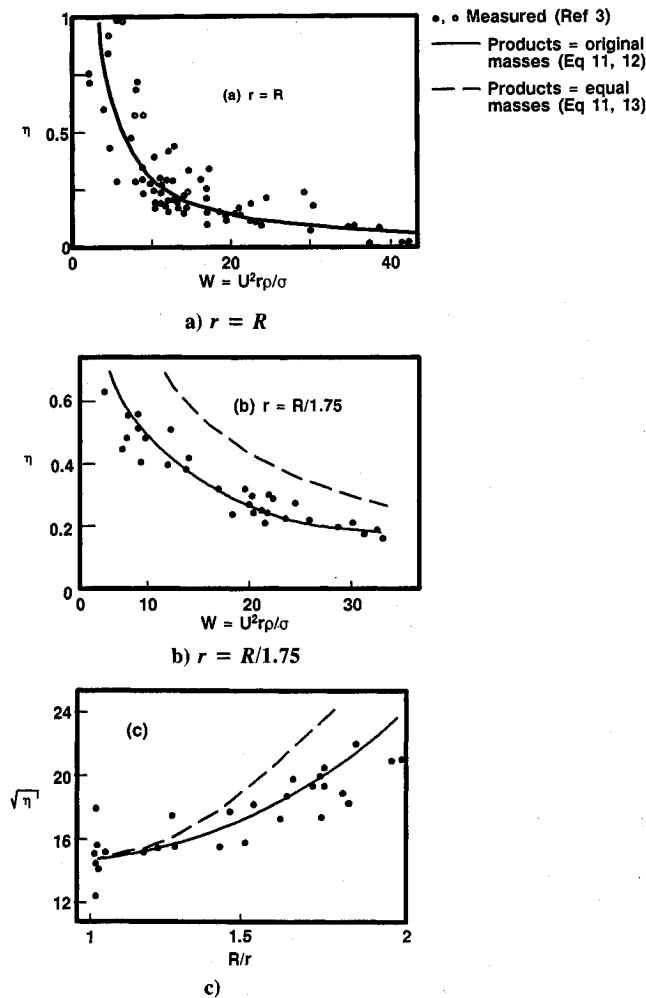 •, ∘ Measured (Ref 3)
Products = original
masses (Eq 11, 12)
Products = equal
masses (Eq 11, 13)
1
(a) r = R
η
0.5
0
0 20 40
W = U²rρ/σ
a) r = R
0.6
(b) r = R/1.75
η
0.4
0.2
0
0 10 20 30
W = U²rρ/σ
b) r = R/1.75
24
(c)
20
√η
16
12
1 1.5 2
R/r
c)